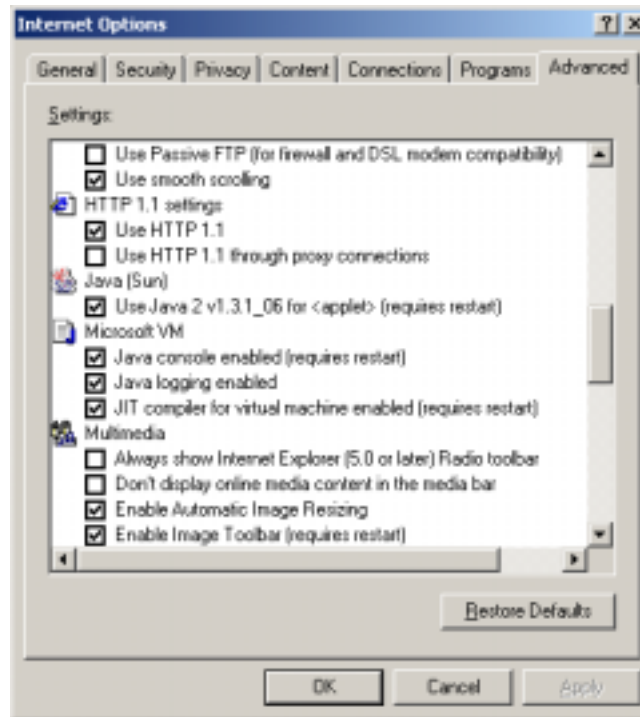 Internet Options
General Security Privacy Content Connections Programs Advanced
Settings:
Use Passive FTP (for firewall and DSL modem compatibility)
Use smooth scrolling
HTTP 1.1 settings
Use HTTP 1.1
Use HTTP 1.1 through proxy connections
Java (Sun)
Use Java 2 v1.3.1_06 for <applet> (requires restart)
Microsoft VM
Java console enabled (requires restart)
Java logging enabled
JIT compiler for virtual machine enabled (requires restart)
Multimedia
Always show Internet Explorer (5.0 or later) Radio toolbar
Don't display online media content in the media bar
Enable Automatic Image Resizing
Enable Image Toolbar (requires restart)
Restore Defaults
OK Cancel Apply